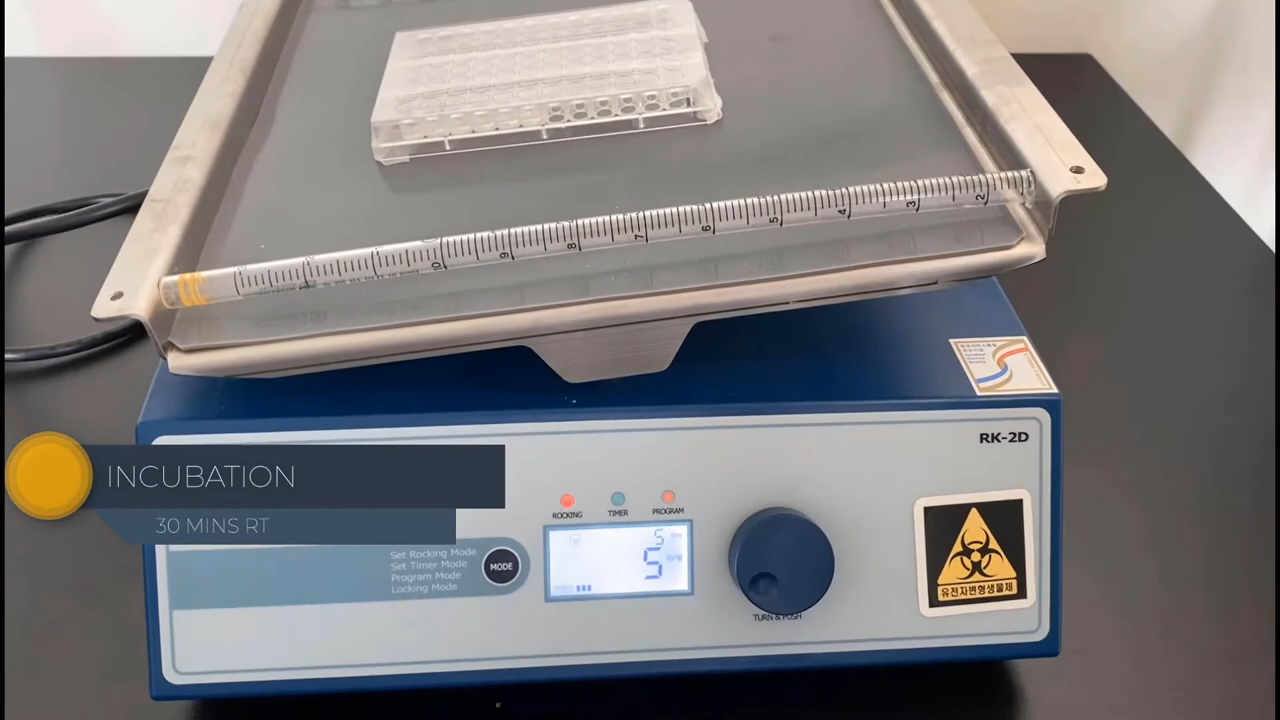 10 9 8 7 6 5 4 3 2
RK-2D
INCUBATION
30 MINS RT
ROCKING TIMER PROGRAM
Set Rocking Mode
Set Timer Mode
Program Mode
Locking Mode
MODE
5
5
TURN & PUSH
유전자변형생물체